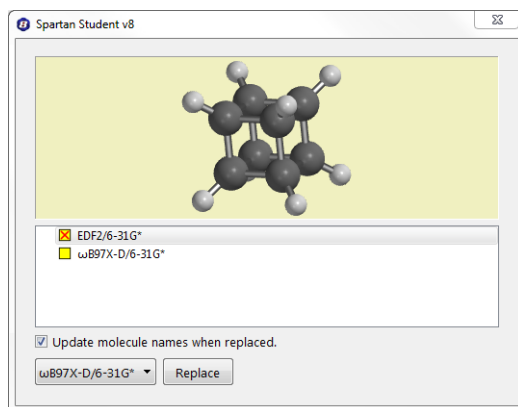 Spartan Student v8
EDF2/6-31G*
ωB97X-D/6-31G*
Update molecule names when replaced.
ωB97X-D/6-31G* Replace